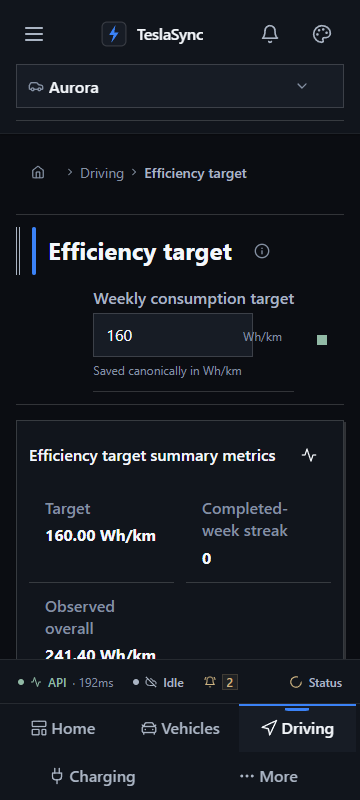 TeslaSync
Aurora
Driving
Efficiency target
Efficiency target
Weekly consumption target
160
Wh/km
Saved canonically in Wh/km
Efficiency target summary metrics
Target
160.00 Wh/km
Completed-
week streak
0
Observed
overall
241.40 Wh/km
API · 192ms
Idle
2
Status
Home
Vehicles
Driving
Charging
More